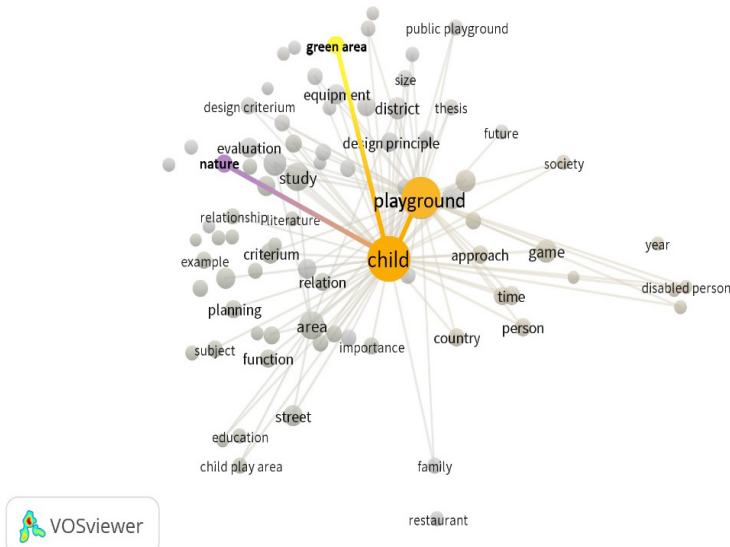 public playground
green area
size
equipment
district
thesis
design criterium
future
design principle
evaluation
nature
society
study
playground
relationship
literature
year
criterium
child
approach
game
example
relation
disabled person
time
planning
area
person
country
importance
subject
function
street
education
child play area
family
restaurant
VOSviewer